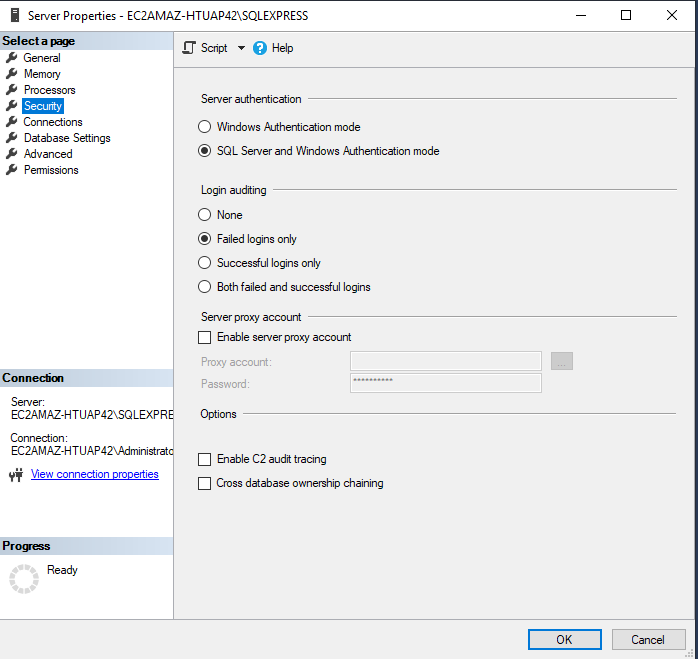 Server Properties - EC2AMAZ-HTUAP42\SQLEXPRESS
Select a page
General
Memory
Processors
Security
Connections
Database Settings
Advanced
Permissions
Script
Help
Server authentication
Windows Authentication mode
SQL Server and Windows Authentication mode
Login auditing
None
Failed logins only
Successful logins only
Both failed and successful logins
Server proxy account
Enable server proxy account
Proxy account:
...
Password:
**********
Options
Enable C2 audit tracing
Cross database ownership chaining
Connection
Server:
EC2AMAZ-HTUAP42\SQLEXPRE
Connection:
EC2AMAZ-HTUAP42\Administrato
View connection properties
Progress
Ready
OK
Cancel